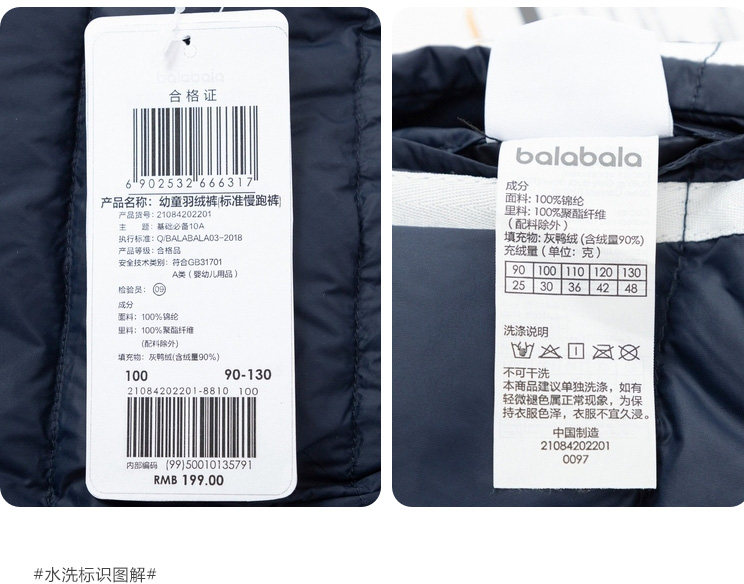 balabala
合格证
6 902532 666317
产品名称: 幼童羽绒裤(标准慢跑裤)
产品货号: 21084202201
主 题: 基础必备10A
执行标准: Q/BALABALA03-2018
产品等级: 合格品
安全技术类别: 符合GB31701
A类 (婴幼儿用品)
检验员: 09
成分
面料: 100%锦纶
里料: 100%聚酯纤维
(配料除外)
填充物: 灰鸭绒(含绒量90%)
100 90-130
21084202201-8810 100
内部编码 (99)50010135791
RMB 199.00
balabala
成分
面料: 100%锦纶
里料: 100%聚酯纤维
(配料除外)
填充物: 灰鸭绒 (含绒量90%)
充绒量 (单位: 克)
90 100 110 120 130
25 30 36 42 48
洗涤说明
不可干洗
本商品建议单独洗涤, 如有
轻微褪色属正常现象, 为保
持衣服色泽, 衣服不宜久浸。
中国制造
21084202201
0097
#水洗标识图解#